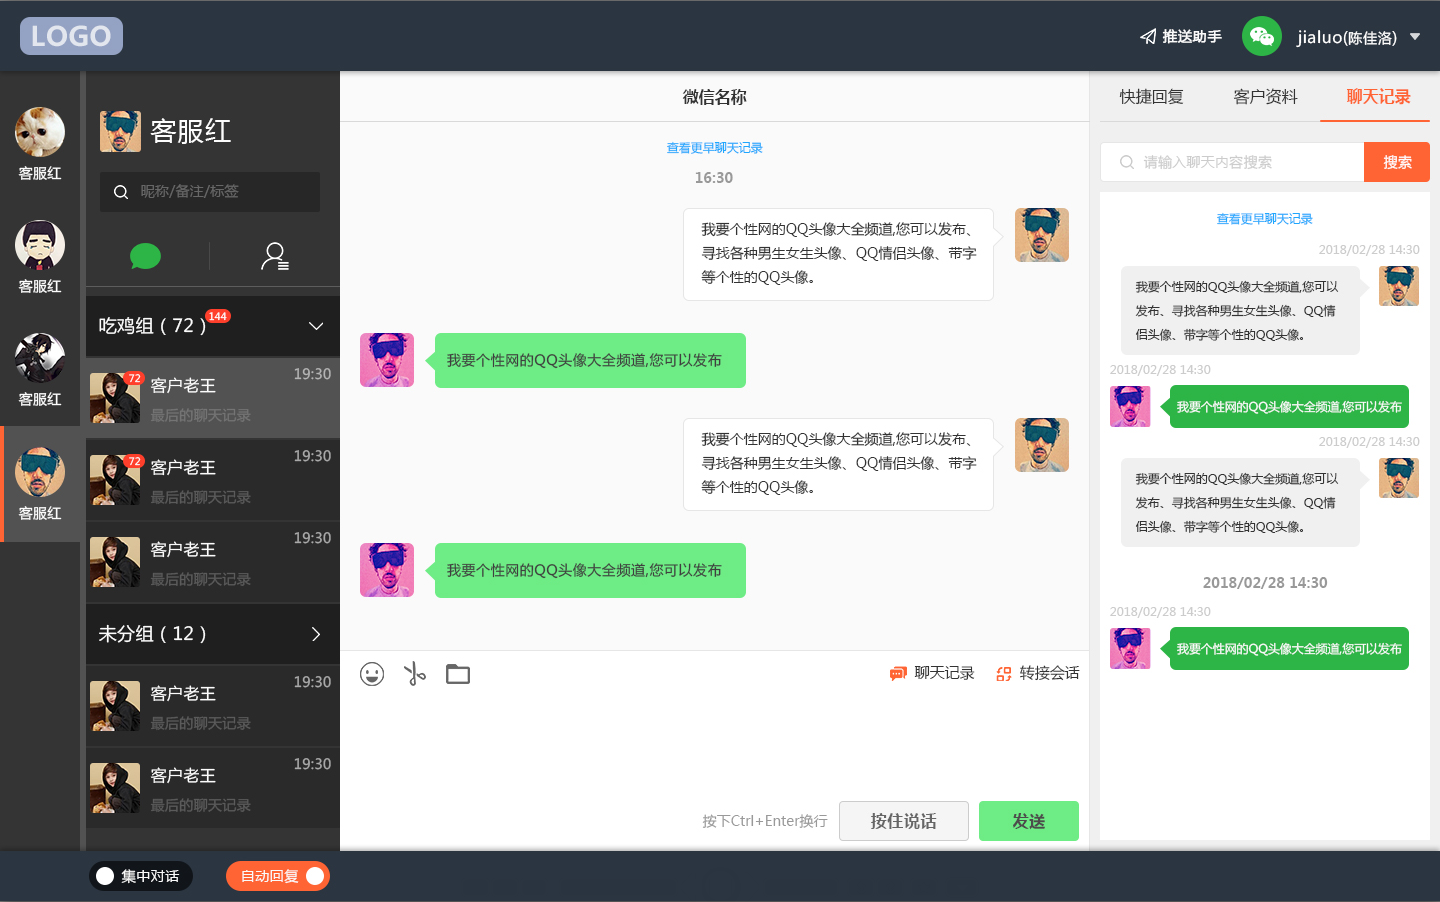 LOGO
推送助手
jialuo(陈佳洛)
客服红
客服红
客服红
客服红
客服红
昵称/备注/标签
吃鸡组（72）
144
72
客户老王
19:30
最后的聊天记录
72
客户老王
19:30
最后的聊天记录
客户老王
19:30
最后的聊天记录
未分组（12）
客户老王
19:30
最后的聊天记录
客户老王
19:30
最后的聊天记录
微信名称
查看更早聊天记录
16:30
我要个性网的QQ头像大全频道,您可以发布、
寻找各种男生女生头像、QQ情侣头像、带字
等个性的QQ头像。
我要个性网的QQ头像大全频道,您可以发布
我要个性网的QQ头像大全频道,您可以发布、
寻找各种男生女生头像、QQ情侣头像、带字
等个性的QQ头像。
我要个性网的QQ头像大全频道,您可以发布
聊天记录
转接会话
按下Ctrl+Enter换行
按住说话
发送
快捷回复
客户资料
聊天记录
请输入聊天内容搜索
搜索
查看更早聊天记录
2018/02/28 14:30
我要个性网的QQ头像大全频道,您可以
发布、寻找各种男生女生头像、QQ情
侣头像、带字等个性的QQ头像。
2018/02/28 14:30
我要个性网的QQ头像大全频道,您可以发布
2018/02/28 14:30
我要个性网的QQ头像大全频道,您可以
发布、寻找各种男生女生头像、QQ情
侣头像、带字等个性的QQ头像。
2018/02/28 14:30
2018/02/28 14:30
我要个性网的QQ头像大全频道,您可以发布
集中对话
自动回复